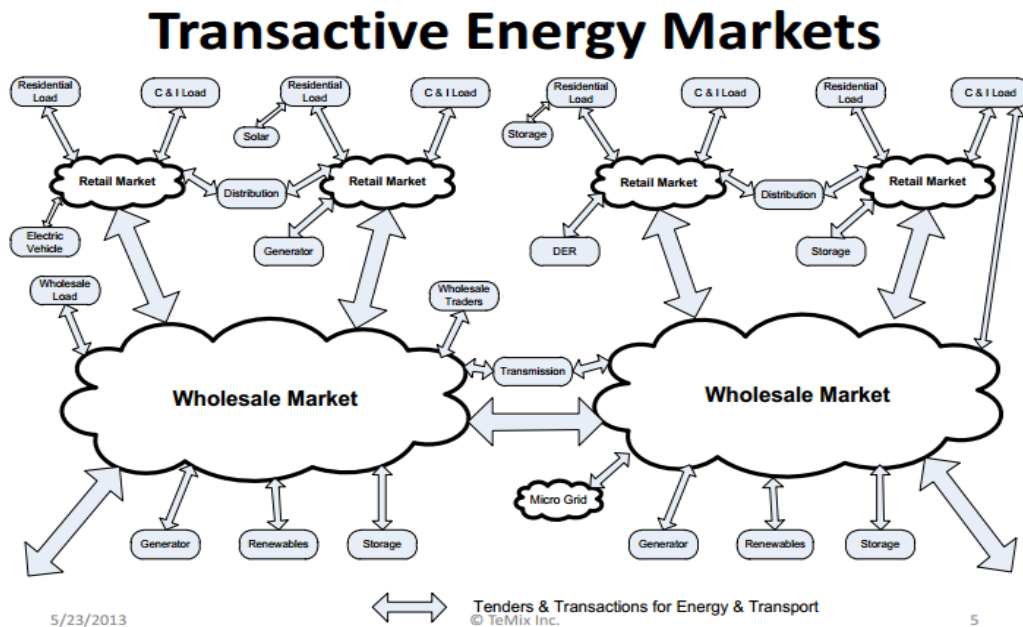 Transactive Energy Markets
Residential
Load
C & I Load
Residential
Load
C & I Load
Residential
Load
C & I Load
Residential
Load
C & I Load
Solar
Storage
Retail Market
Distribution
Retail Market
Retail Market
Distribution
Retail Market
Electric
Vehicle
Generator
DER
Storage
Wholesale
Load
Wholesale
Traders
Transmission
Wholesale Market
Wholesale Market
Micro Grid
Generator
Renewables
Storage
Generator
Renewables
Storage
Tenders & Transactions for Energy & Transport
5/23/2013
© TeMix Inc.
5